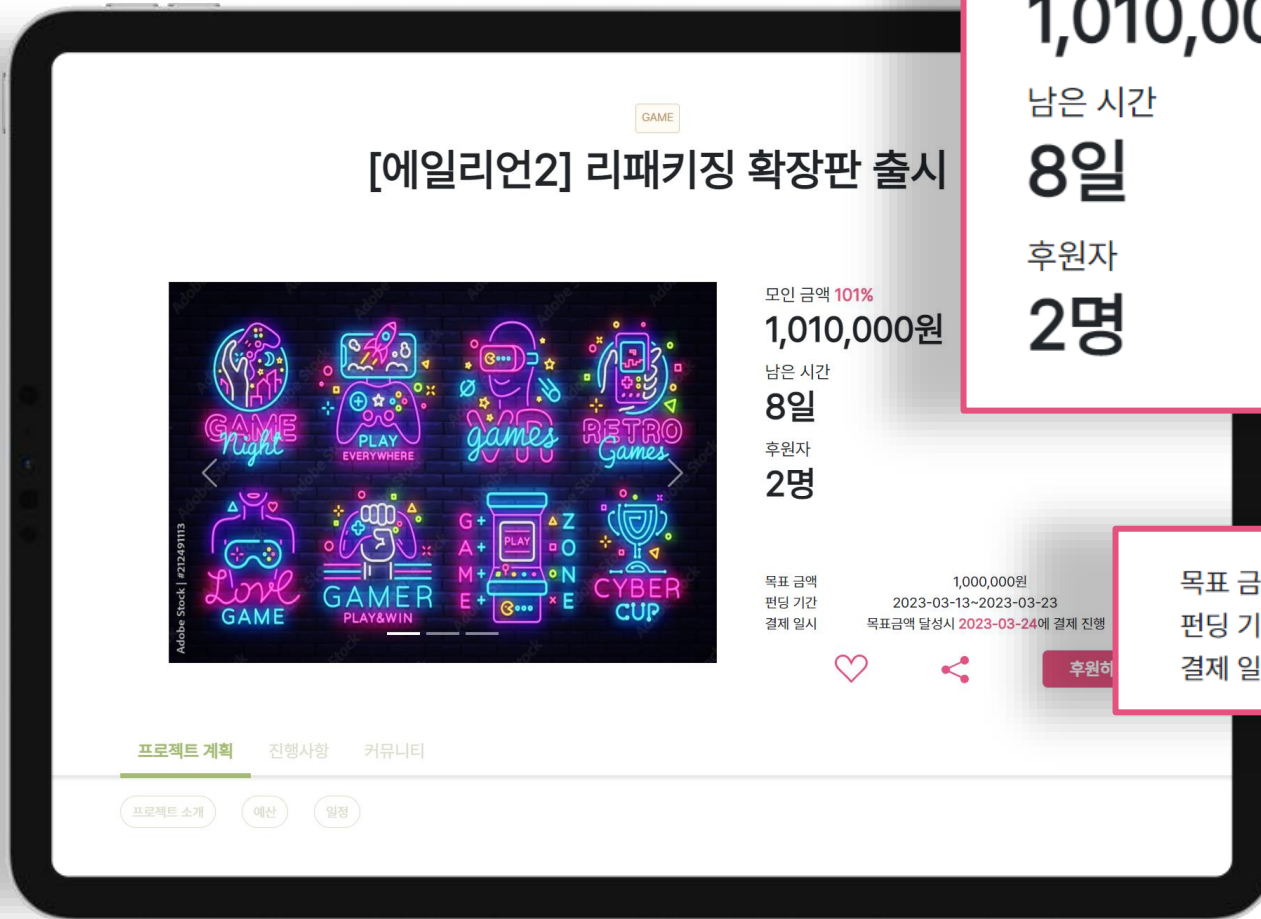 GAME
[에일리언2] 리패키징 확장판 출시
GAME
Night
PLAY
EVERYWHERE
VR
games
RETRO
Games
Love
GAME
GAMER
PLAY&WIN
GAME
PLAY
ZONE
CYBER
CUP
Adobe Stock | #212491113
모인 금액 101%
1,010,000원
남은 시간
8일
후원자
2명
목표 금액 1,000,000원
펀딩 기간 2023-03-13~2023-03-23
결제 일시 목표금액 달성시 2023-03-24에 결제 진행
후원하
프로젝트 계획 진행사항 커뮤니티
프로젝트 소개 예산 일정
1,010,00
남은 시간
8일
후원자
2명
목표 금
펀딩 기
결제 일